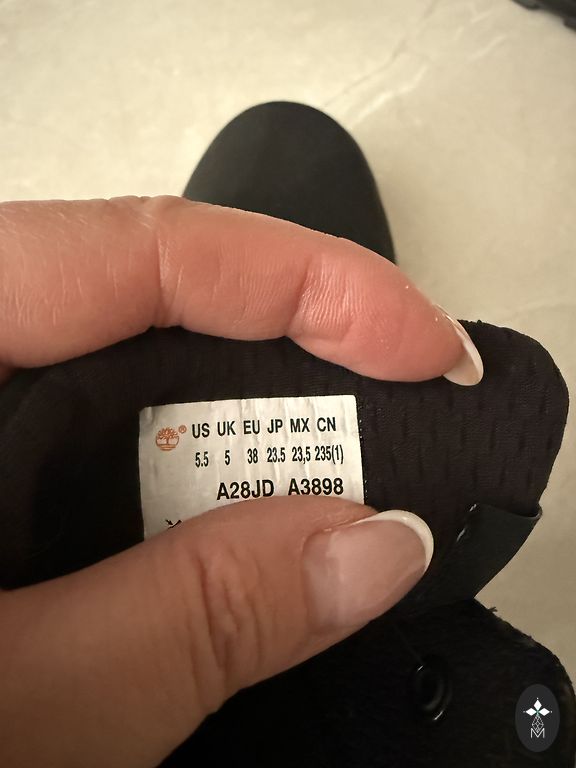 ® US UK EU JP MX CN
5.5 5 38 23.5 23,5 235(1)
A28JD A3898
M